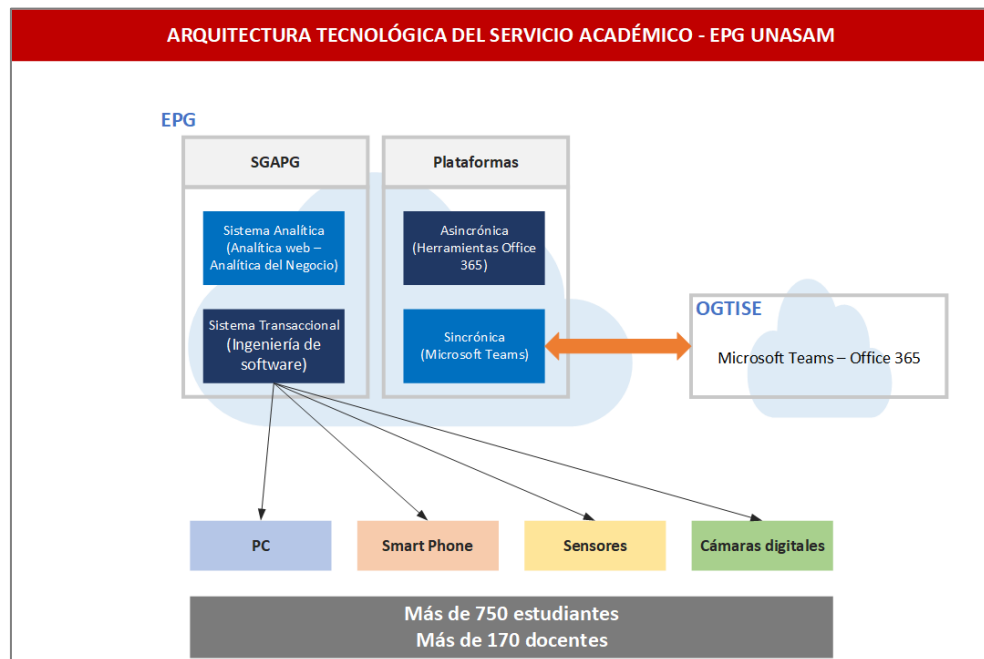 ARQUITECTURA TECNOLÓGICA DEL SERVICIO ACADÉMICO - EPG UNASAM
EPG
SGAPG
Sistema Analítica
(Analítica web –
Analítica del Negocio)
Sistema Transaccional
(Ingeniería de
software)
Plataformas
Asincrónica
(Herramientas Office
365)
Sincrónica
(Microsoft Teams)
OGTISE
Microsoft Teams – Office 365
PC
Smart Phone
Sensores
Cámaras digitales
Más de 750 estudiantes
Más de 170 docentes